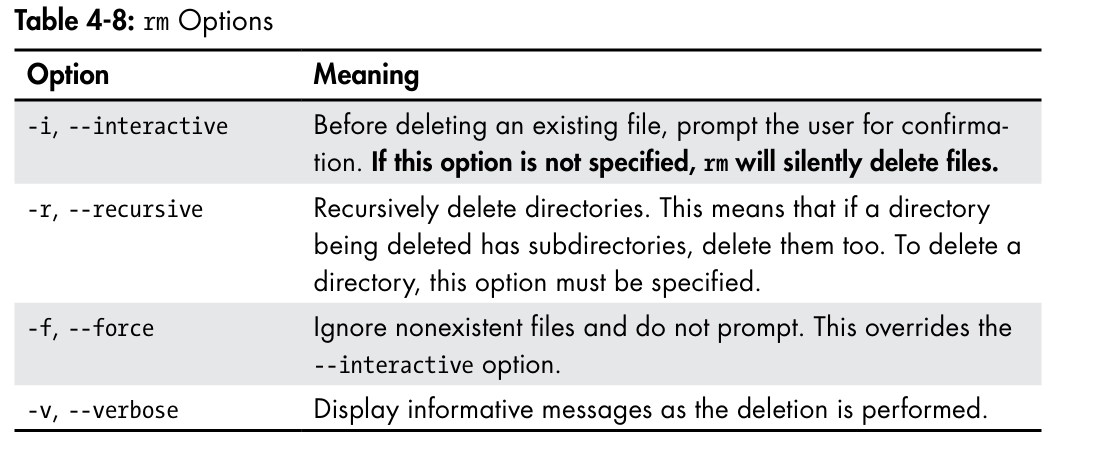 Table 4-8: rm Options
Option Meaning
-i, --interactive Before deleting an existing file, prompt the user for confirma-
tion. If this option is not specified, rm will silently delete files.
-r, --recursive Recursively delete directories. This means that if a directory
being deleted has subdirectories, delete them too. To delete a
directory, this option must be specified.
-f, --force Ignore nonexistent files and do not prompt. This overrides the
--interactive option.
-v, --verbose Display informative messages as the deletion is performed.